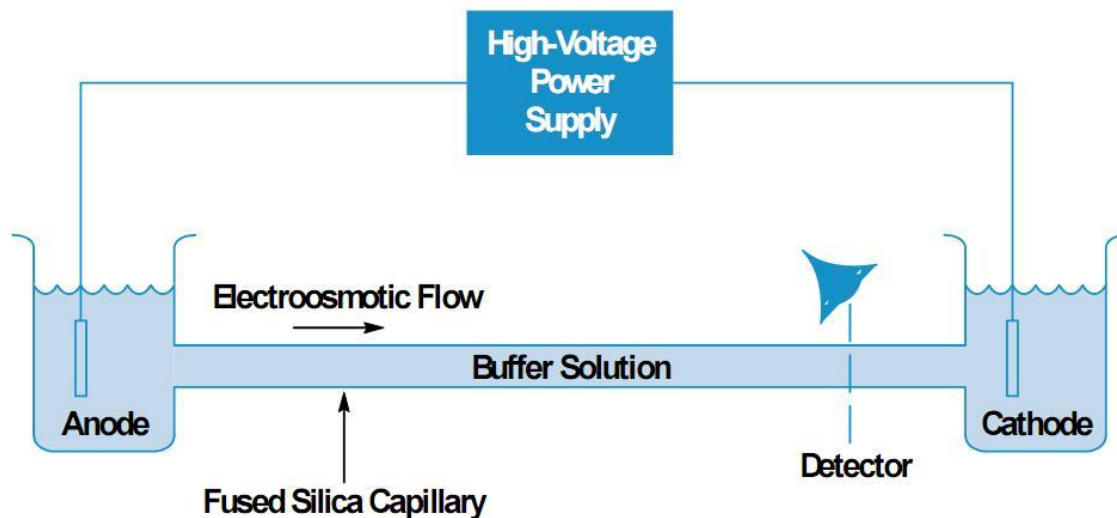 High-Voltage
Power
Supply
Electroosmotic Flow
Buffer Solution
Anode
Cathode
Detector
Fused Silica Capillary